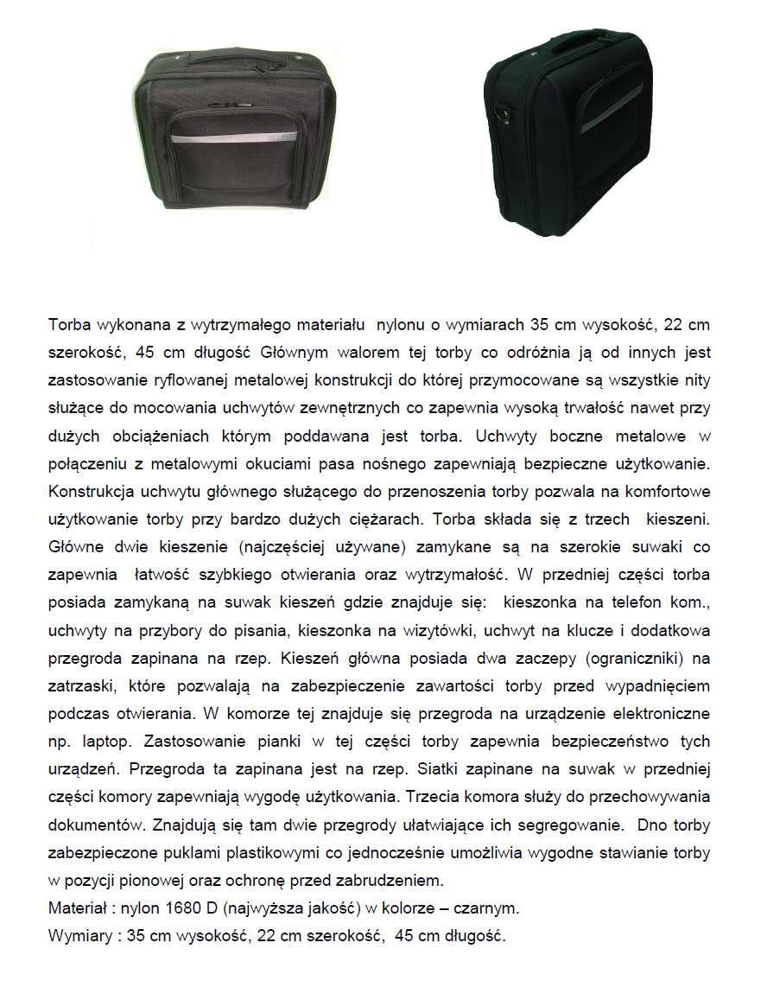 Torba wykonana z wytrzymałego materiału  nylonu o wymiarach 35 cm wysokość, 22 cm
szerokość, 45 cm długość Głównym walorem tej torby co odróżnia ją od innych jest
zastosowanie ryflowanej metalowej konstrukcji do której przymocowane są wszystkie nity
służące do mocowania uchwytów zewnętrznych co zapewnia wysoką trwałość nawet przy
dużych obciążeniach którym poddawana jest torba. Uchwyty boczne metalowe w
połączeniu z metalowymi okuciami pasa nośnego zapewniają bezpieczne użytkowanie.
Konstrukcja uchwytu głównego służącego do przenoszenia torby pozwala na komfortowe
użytkowanie torby przy bardzo dużych ciężarach. Torba składa się z trzech  kieszeni.
Główne dwie kieszenie (najczęściej używane) zamykane są na szerokie suwaki co
zapewnia  łatwość szybkiego otwierania oraz wytrzymałość. W przedniej części torba
posiada zamykaną na suwak kieszeń gdzie znajduje się:  kieszonka na telefon kom.,
uchwyty na przybory do pisania, kieszonka na wizytówki, uchwyt na klucze i dodatkowa
przegroda zapinana na rzep. Kieszeń główna posiada dwa zaczepy (ograniczniki) na
zatrzaski, które pozwalają na zabezpieczenie zawartości torby przed wypadnięciem
podczas otwierania. W komorze tej znajduje się przegroda na urządzenie elektroniczne
np. laptop. Zastosowanie pianki w tej części torby zapewnia bezpieczeństwo tych
urządzeń. Przegroda ta zapinana jest na rzep. Siatki zapinane na suwak w przedniej
części komory zapewniają wygodę użytkowania. Trzecia komora służy do przechowywania
dokumentów. Znajdują się tam dwie przegrody ułatwiające ich segregowanie.  Dno torby
zabezpieczone puklami plastikowymi co jednocześnie umożliwia wygodne stawianie torby
w pozycji pionowej oraz ochronę przed zabrudzeniem.
Materiał : nylon 1680 D (najwyższa jakość) w kolorze – czarnym.
Wymiary : 35 cm wysokość, 22 cm szerokość,  45 cm długość.